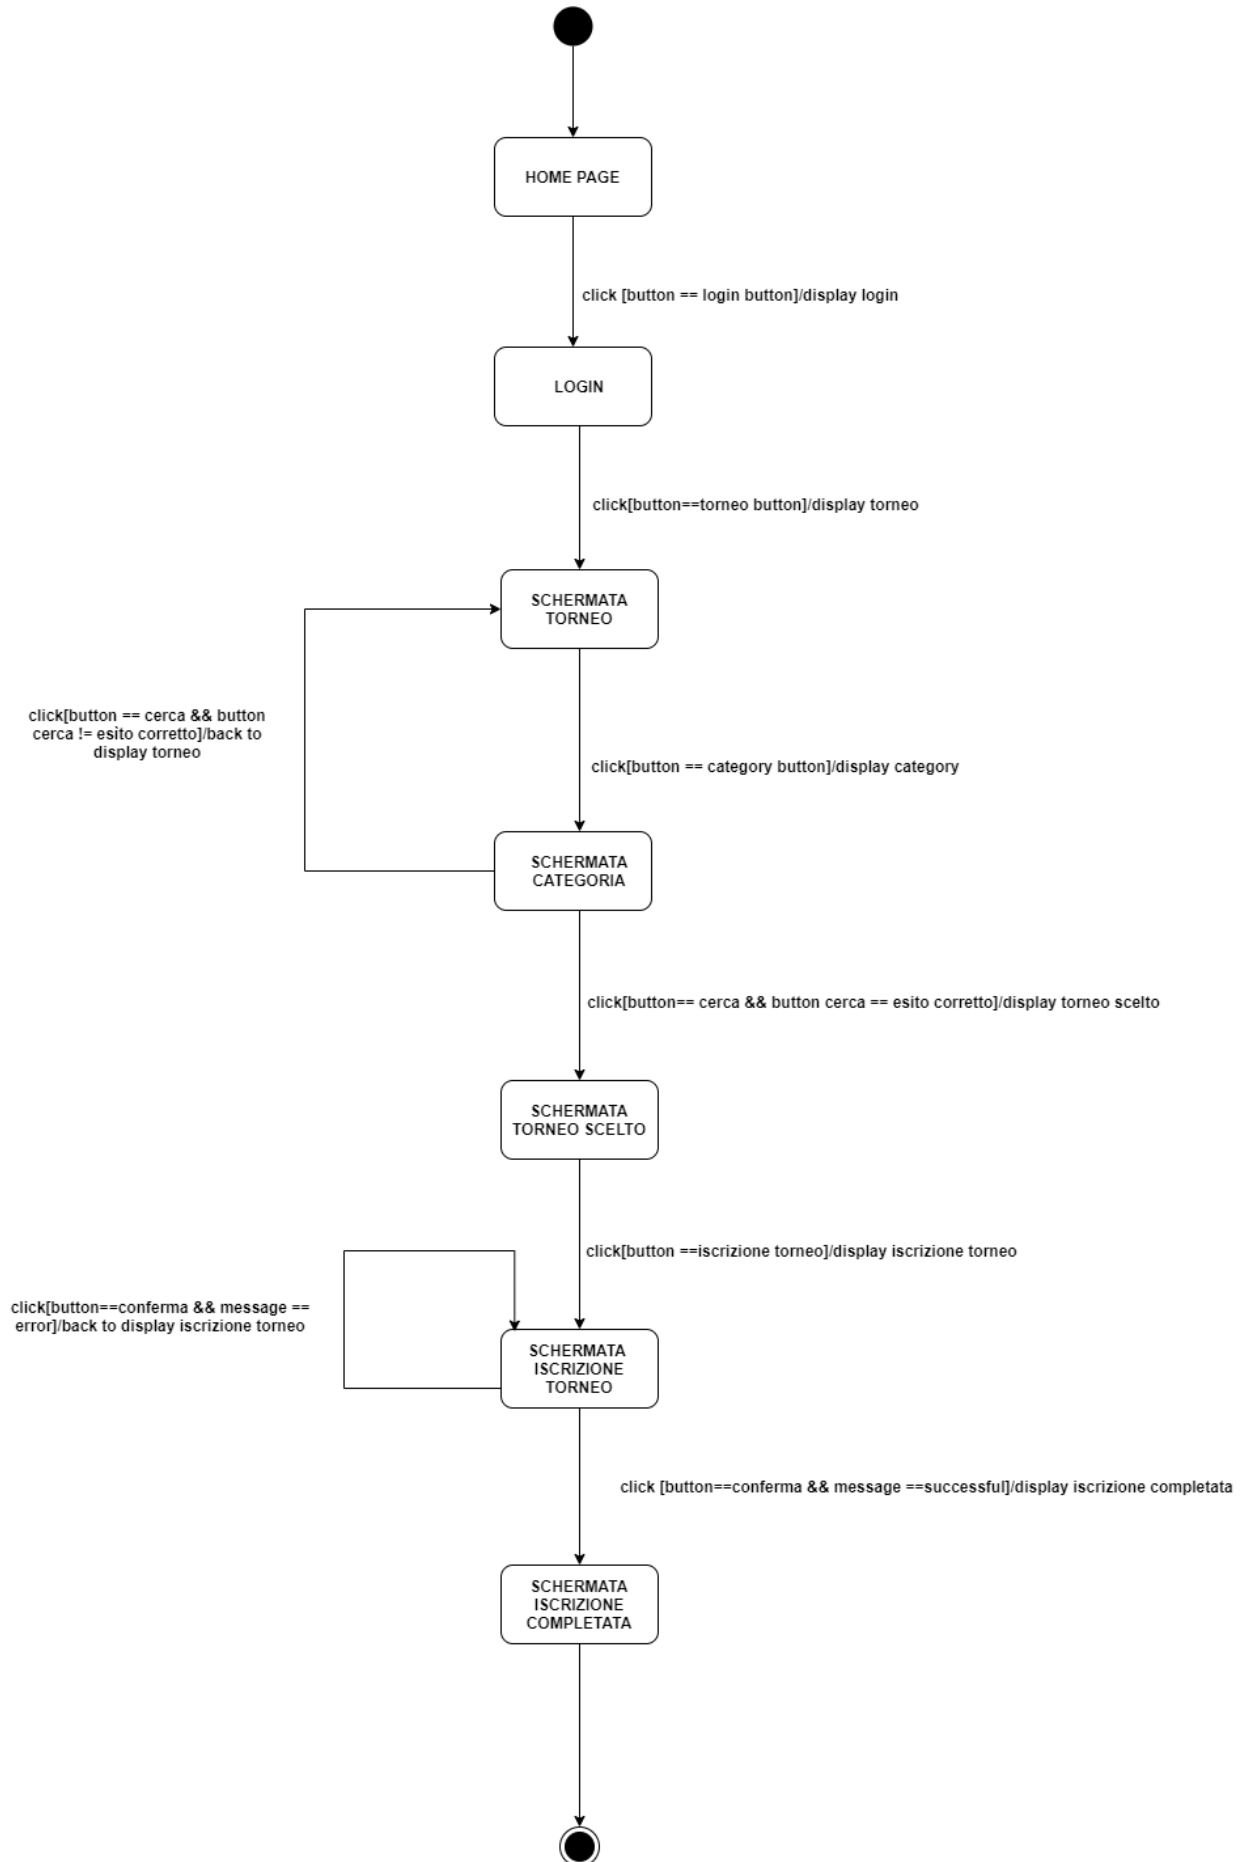 HOME PAGE
click [button == login button]/display login
LOGIN
click[button==torneo button]/display torneo
SCHERMATA
TORNEO
click[button == cerca && button
cerca != esito corretto]/back to
display torneo
click[button == category button]/display category
SCHERMATA
CATEGORIA
click[button== cerca && button cerca == esito corretto]/display torneo scelto
SCHERMATA
TORNEO SCELTO
click[button ==iscrizione torneo]/display iscrizione torneo
click[button==conferma && message ==
error]/back to display iscrizione torneo
SCHERMATA
ISCRIZIONE
TORNEO
click [button==conferma && message ==successful]/display iscrizione completata
SCHERMATA
ISCRIZIONE
COMPLETATA